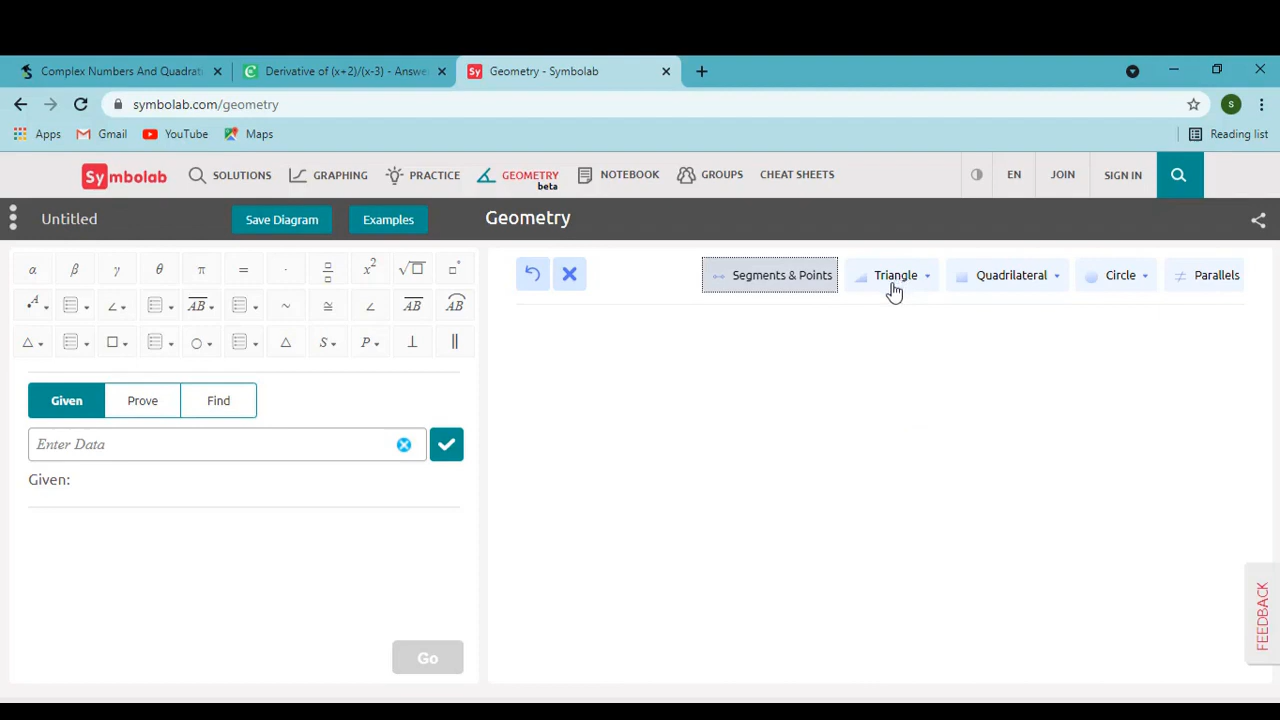 Complex Numbers And Quadrati
Derivative of (x+2)/(x-3) - Answe
Geometry - Symbolab
symbolab.com/geometry
S
Apps
Gmail
YouTube
Maps
Reading list
Symbolab
SOLUTIONS
GRAPHING
PRACTICE
GEOMETRY
beta
NOTEBOOK
GROUPS
CHEAT SHEETS
EN
JOIN
SIGN IN
Untitled
Save Diagram
Examples
Geometry
α β γ θ π = · □/□ x² √□ □°
•A ∠ AB ~ ≅ ∠ AB AB
△ □ ○ △ S P ⊥ ∥
Segments & Points
Triangle
Quadrilateral
Circle
Parallels
Given
Prove
Find
Enter Data
Given:
Go
FEEDBACK